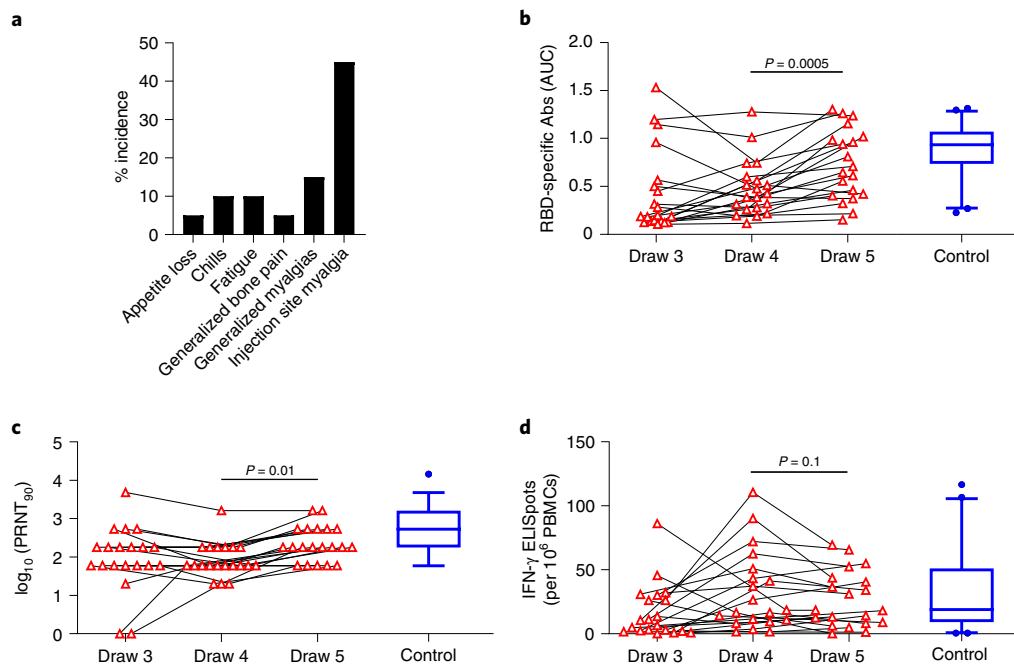 a
50
40
30
20
10
0
% incidence
Appetite loss
Chills
Fatigue
Generalized bone pain
Generalized myalgias
Injection site myalgia
b
2.0
1.5
1.0
0.5
0
RBD-specific Abs (AUC)
P = 0.0005
Draw 3 Draw 4 Draw 5 Control
c
5
4
3
2
1
0
log₁₀ (PRNT₉₀)
P = 0.01
Draw 3 Draw 4 Draw 5 Control
d
150
100
50
0
IFN-γ ELISpots
(per 10⁶ PBMCs)
P = 0.1
Draw 3 Draw 4 Draw 5 Control